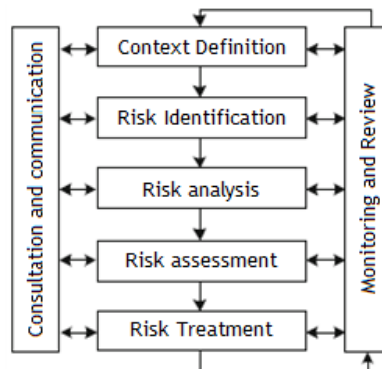 Consultation and communication
Context Definition
Risk Identification
Risk analysis
Risk assessment
Risk Treatment
Monitoring and Review